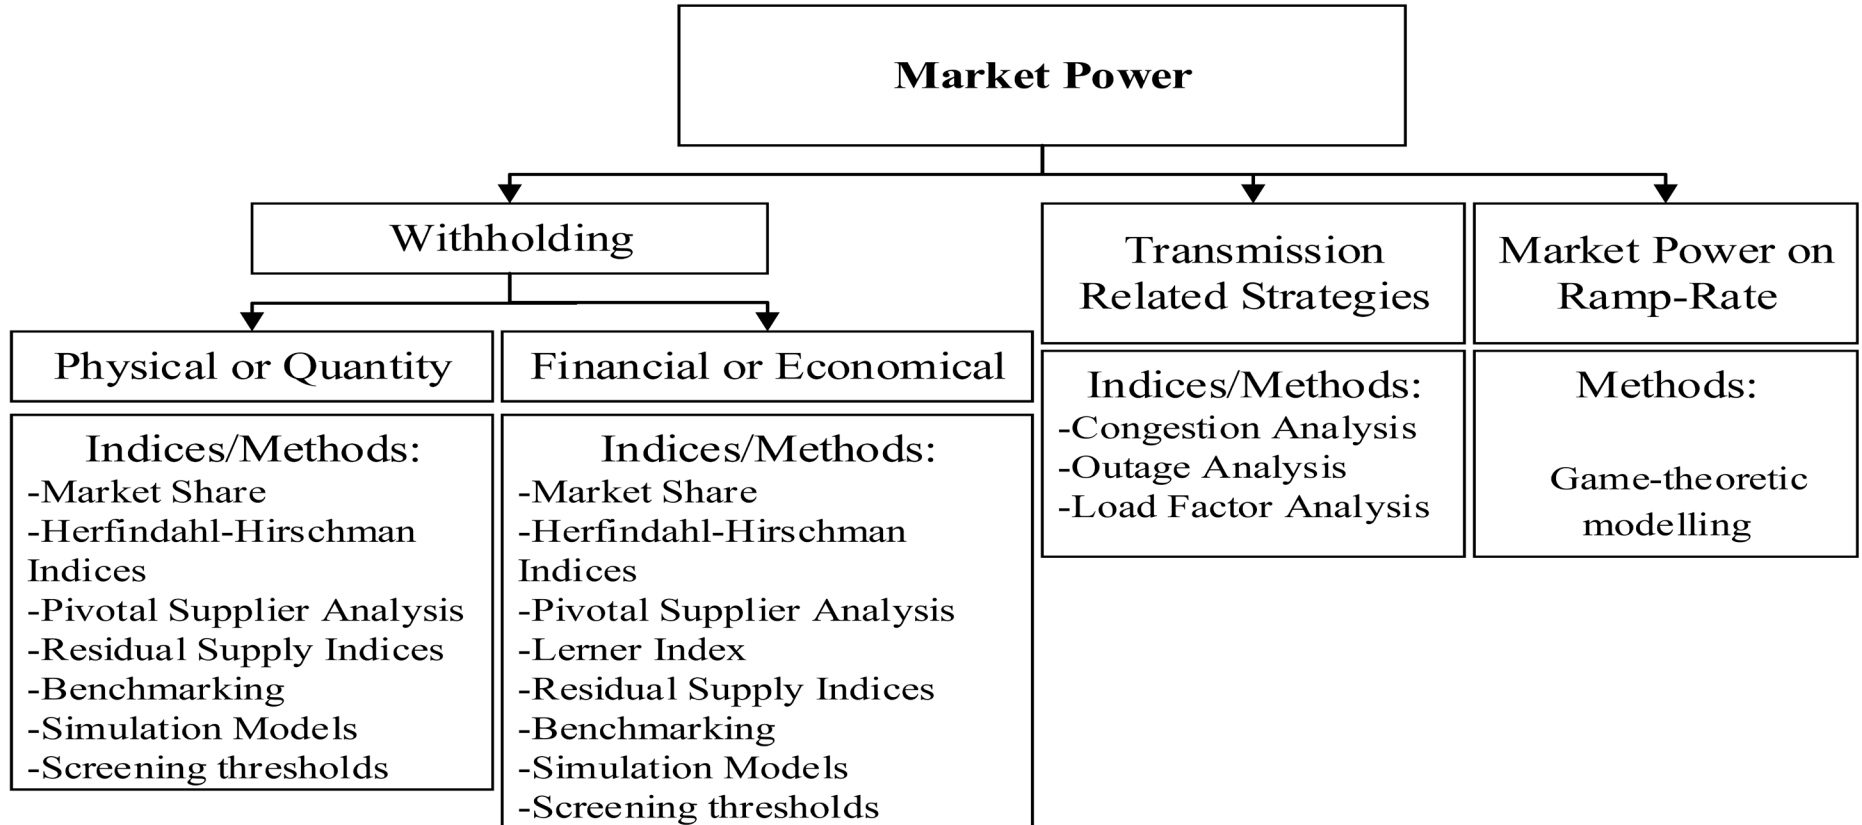 Market Power
Withholding
Transmission
Related Strategies
Market Power on
Ramp-Rate
Physical or Quantity
Financial or Economical
Indices/Methods:
-Market Share
-Herfindahl-Hirschman
Indices
-Pivotal Supplier Analysis
-Residual Supply Indices
-Benchmarking
-Simulation Models
-Screening thresholds
Indices/Methods:
-Market Share
-Herfindahl-Hirschman
Indices
-Pivotal Supplier Analysis
-Lerner Index
-Residual Supply Indices
-Benchmarking
-Simulation Models
-Screening thresholds
Indices/Methods:
-Congestion Analysis
-Outage Analysis
-Load Factor Analysis
Methods:
Game-theoretic
modelling